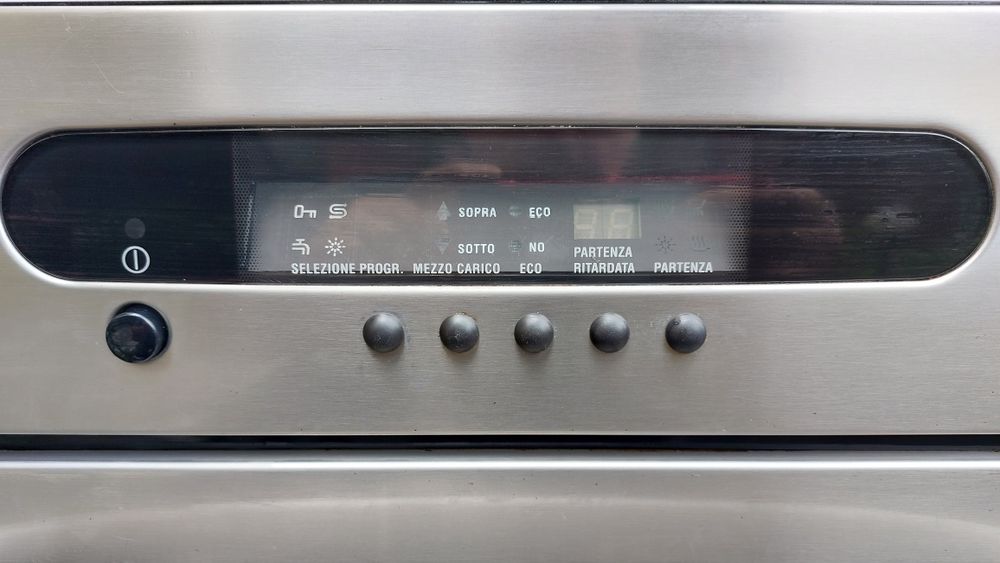 SOPRA ECO
SOTTO NO
SELEZIONE PROGR. MEZZO CARICO ECO PARTENZA RITARDATA PARTENZA